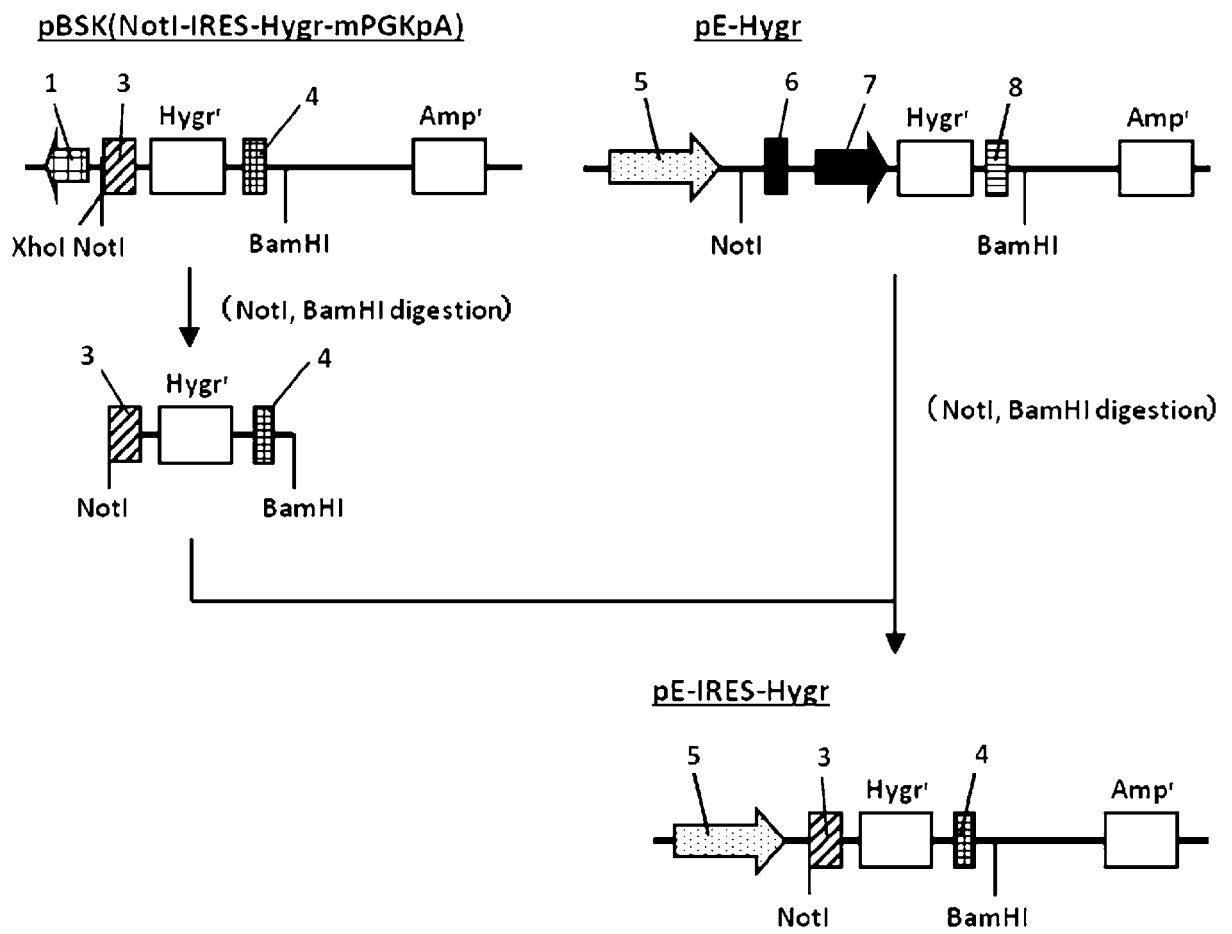 pBSK(NotI-IRES-Hygr-mPGKpA)
pE-Hygr
1
3
Hygrʳ
4
Ampʳ
5
6
7
Hygrʳ
8
Ampʳ
XhoI NotI
BamHI
NotI
BamHI
(NotI, BamHI digestion)
3
Hygrʳ
4
(NotI, BamHI digestion)
NotI
BamHI
pE-IRES-Hygr
5
3
Hygrʳ
4
Ampʳ
NotI
BamHI